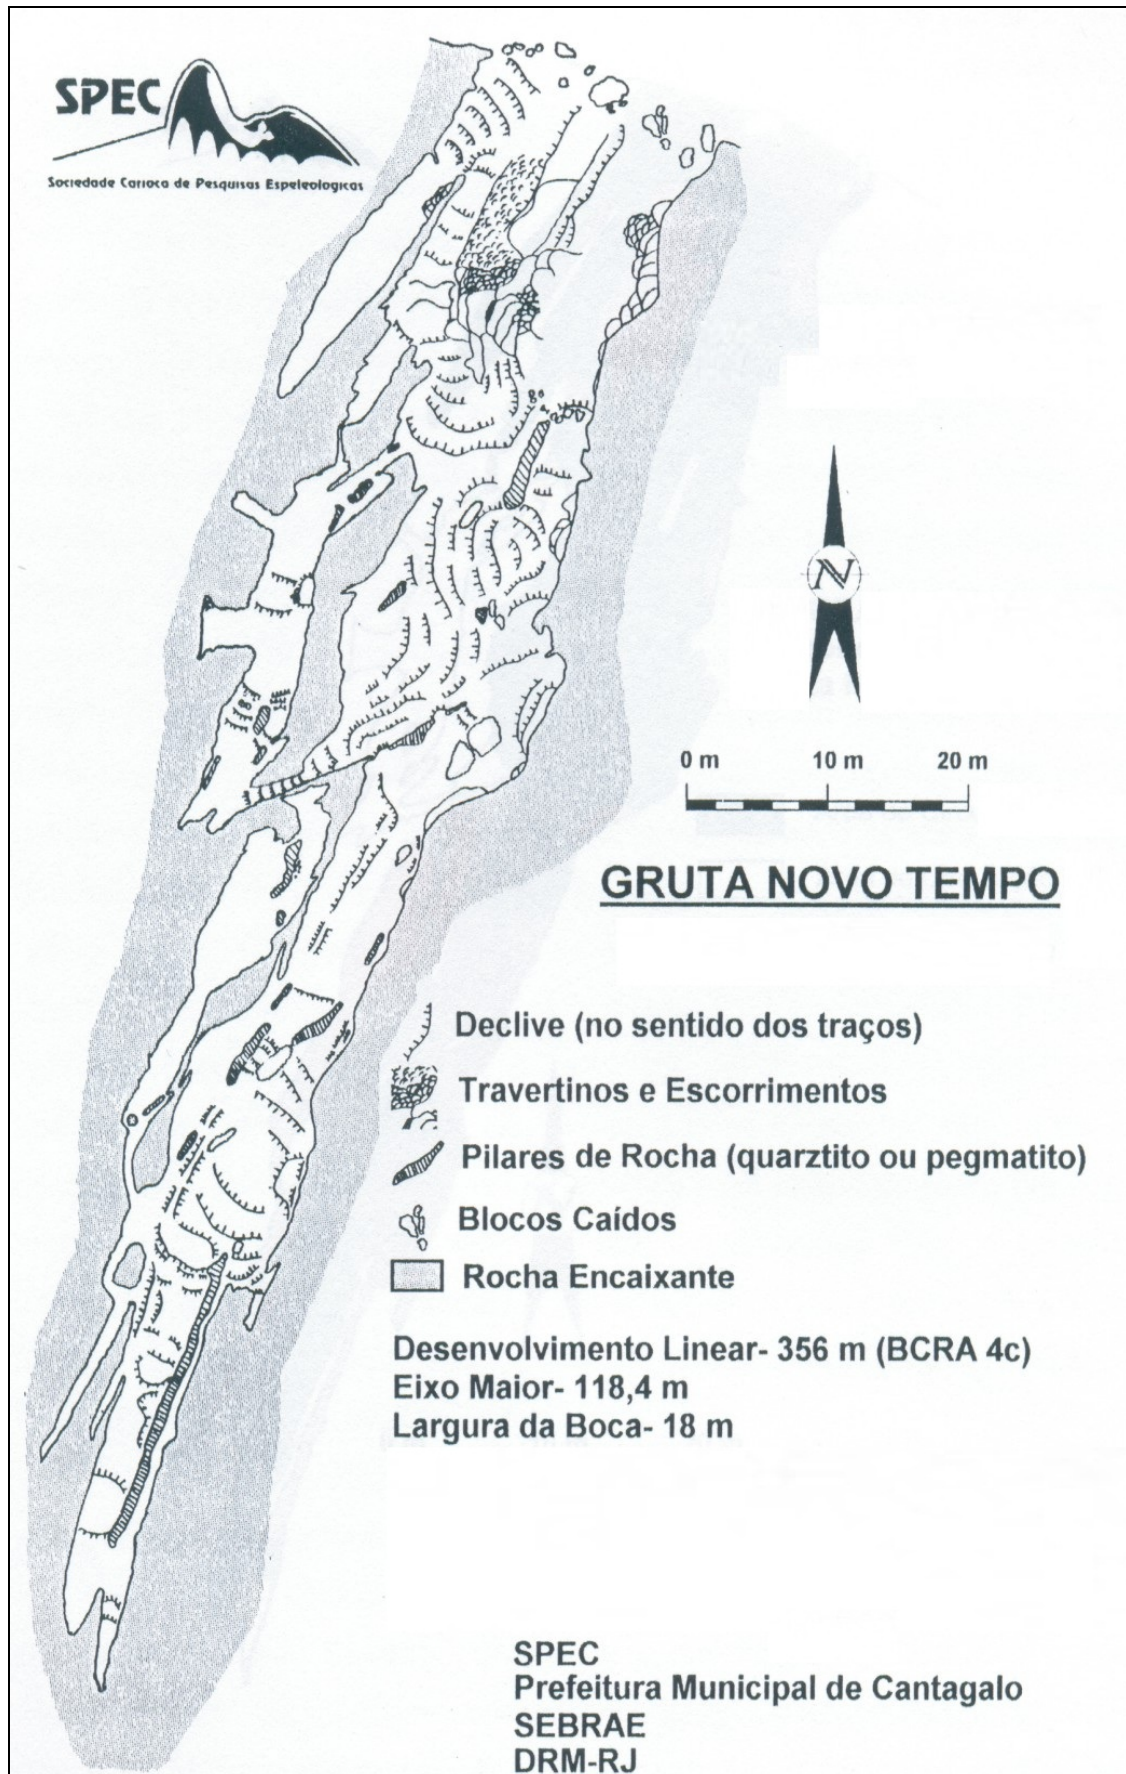 SPEC
Sociedade Carioca de Pesquisas Espeleológicas
N
0 m 10 m 20 m
GRUTA NOVO TEMPO
Declive (no sentido dos traços)
Travertinos e Escorrimentos
Pilares de Rocha (quarztito ou pegmatito)
Blocos Caídos
Rocha Encaixante
Desenvolvimento Linear- 356 m (BCRA 4c)
Eixo Maior- 118,4 m
Largura da Boca- 18 m
SPEC
Prefeitura Municipal de Cantagalo
SEBRAE
DRM-RJ